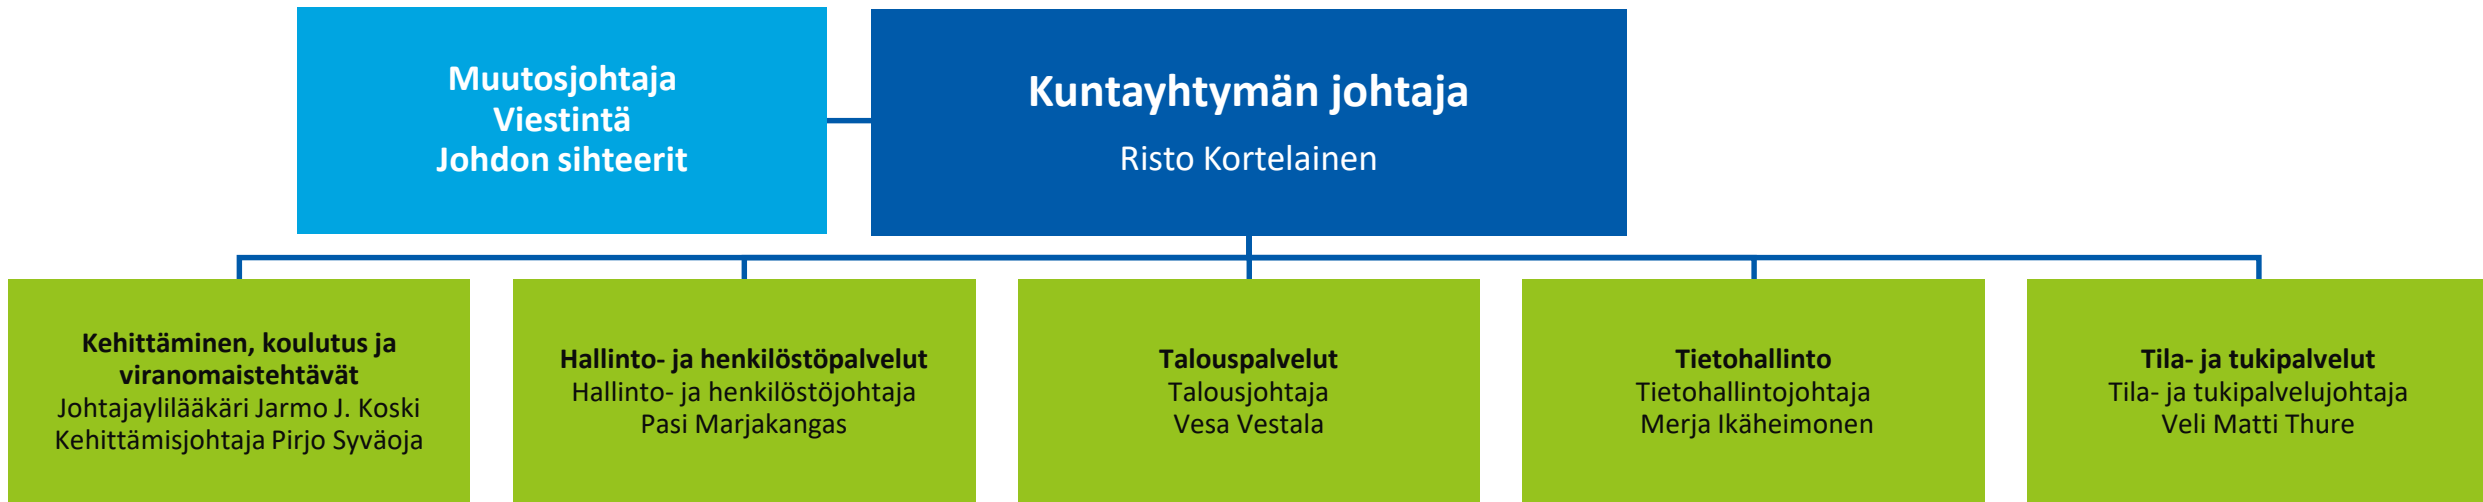 Muutosjohtaja
Viestintä
Johdon sihteerit
Kuntayhtymän johtaja
Risto Kortelainen
Kehittäminen, koulutus ja
viranomaistehtävät
Johtajaylilääkäri Jarmo J. Koski
Kehittämisjohtaja Pirjo Syväoja
Hallinto- ja henkilöstöpalvelut
Hallinto- ja henkilöstöjohtaja
Pasi Marjakangas
Talouspalvelut
Talousjohtaja
Vesa Vestala
Tietohallinto
Tietohallintojohtaja
Merja Ikäheimonen
Tila- ja tukipalvelut
Tila- ja tukipalvelujohtaja
Veli Matti Thure